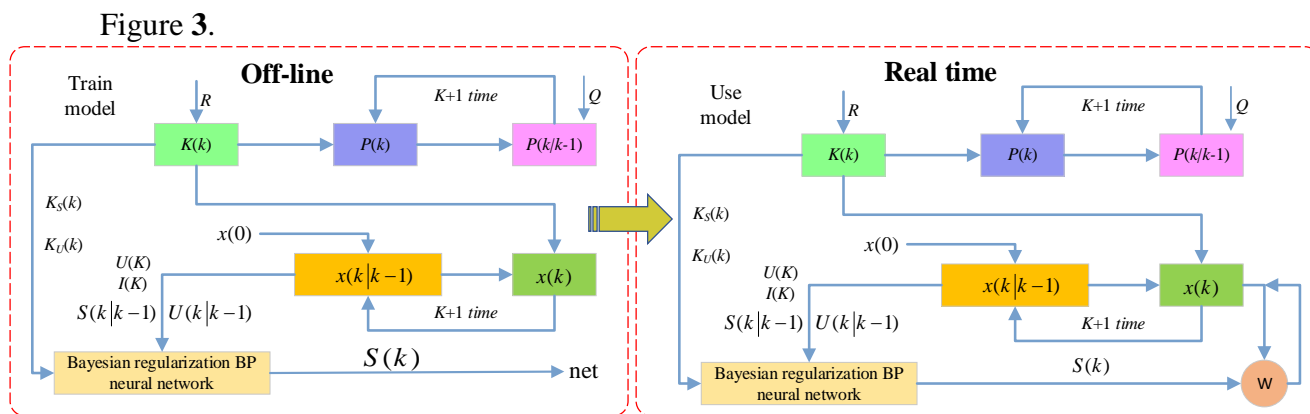 Figure 3.
Off-line
Train
model
R
K+1 time
Q
K(k)
P(k)
P(k/k-1)
K_S(k)
K_U(k)
x(0)
U(K)
I(K)
x(k|k−1)
x(k)
S(k|k−1)
U(k|k−1)
K+1 time
Bayesian regularization BP
neural network
S(k)
net
Real time
Use
model
R
K+1 time
Q
K(k)
P(k)
P(k/k-1)
K_S(k)
K_U(k)
x(0)
U(K)
I(K)
x(k|k−1)
x(k)
S(k|k−1)
U(k|k−1)
K+1 time
Bayesian regularization BP
neural network
S(k)
W